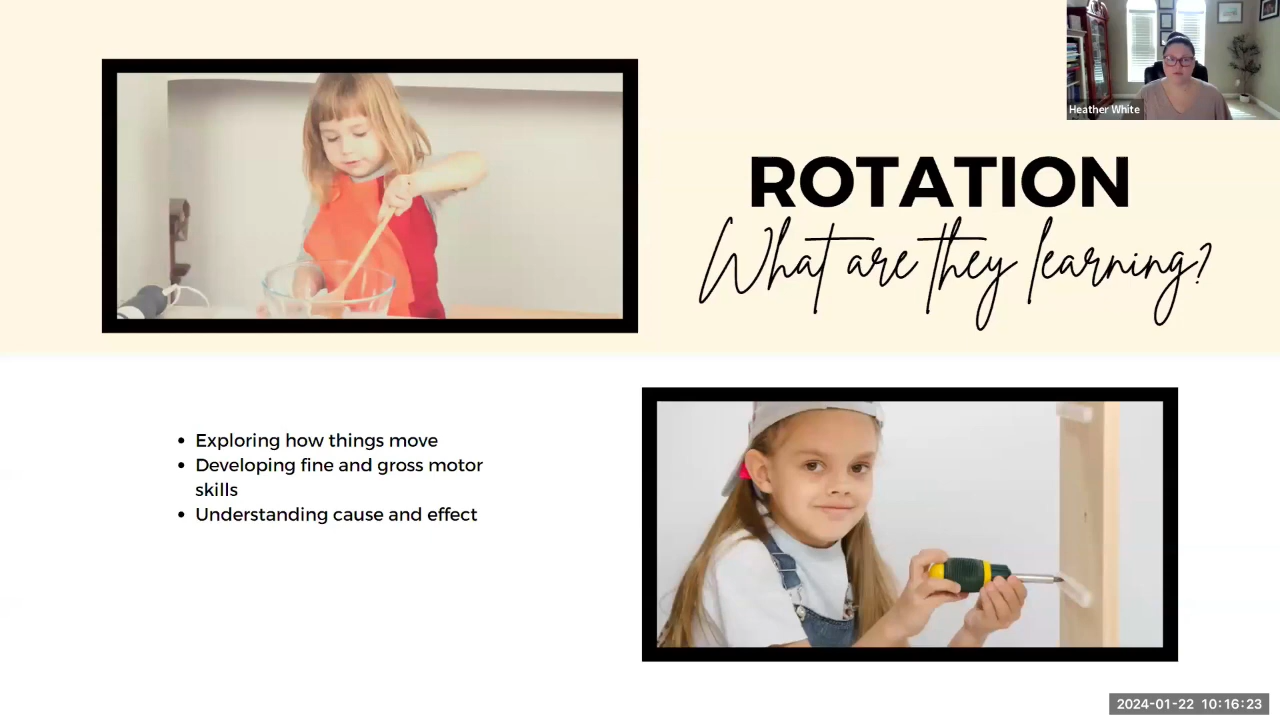 Heather White
ROTATION
What are they learning?
• Exploring how things move
• Developing fine and gross motor
skills
• Understanding cause and effect
2024-01-22 10:16:23